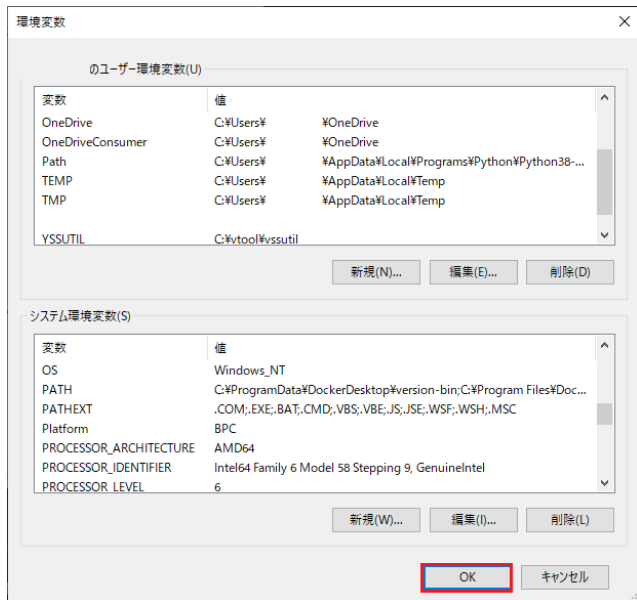 環境変数
のユーザー環境変数(U)
変数 値
OneDrive C:¥Users¥ ¥OneDrive
OneDriveConsumer C:¥Users¥ ¥OneDrive
Path C:¥Users¥ ¥AppData¥Local¥Programs¥Python¥Python38-...
TEMP C:¥Users¥ ¥AppData¥Local¥Temp
TMP C:¥Users¥ ¥AppData¥Local¥Temp
YSSUTIL C:¥vtool¥vssutil
新規(N)... 編集(E)... 削除(D)
システム環境変数(S)
変数 値
OS Windows_NT
PATH C:¥ProgramData¥DockerDesktop¥version-bin;C:¥Program Files¥Doc...
PATHEXT .COM;.EXE;.BAT;.CMD;.VBS;.VBE;.JS;.JSE;.WSF;.WSH;.MSC
Platform BPC
PROCESSOR_ARCHITECTURE AMD64
PROCESSOR_IDENTIFIER Intel64 Family 6 Model 58 Stepping 9, GenuineIntel
PROCESSOR_LEVEL 6
新規(W)... 編集(I)... 削除(L)
OK キャンセル